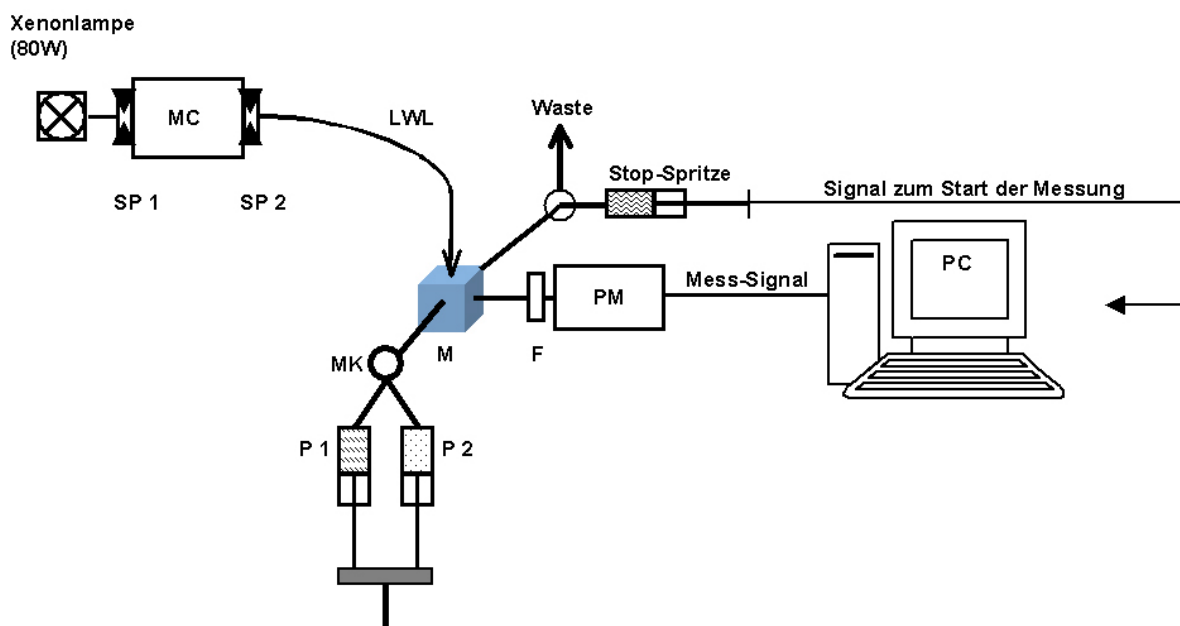 Xenonlampe
(80W)
MC
LWL
Waste
Stop-Spritze
Signal zum Start der Messung
SP 1
SP 2
PC
Mess-Signal
PM
M
F
MK
P 1
P 2